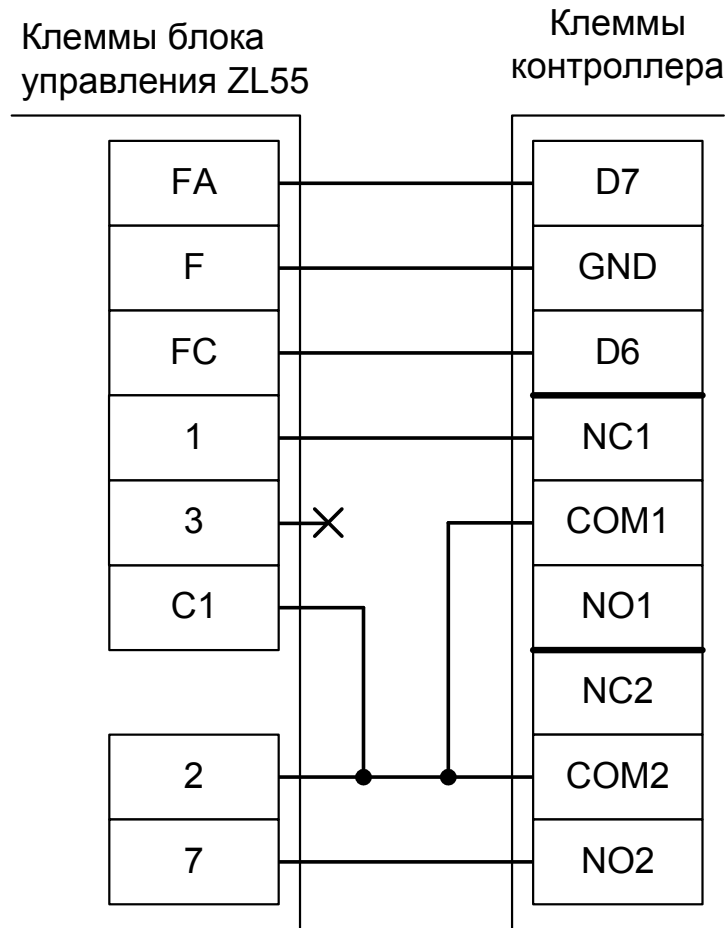 Клеммы блока
управления ZL55
Клеммы
контроллера
FA
F
FC
1
3
C1
2
7
D7
GND
D6
NC1
COM1
NO1
NC2
COM2
NO2